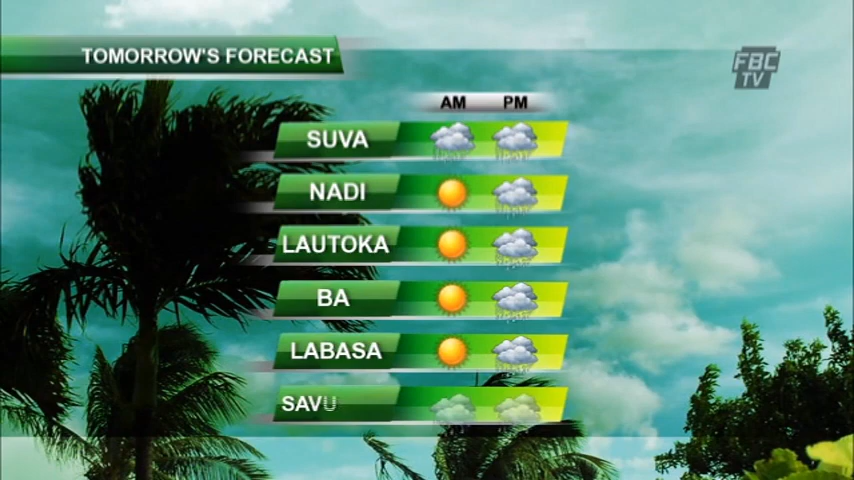 TOMORROW'S FORECAST
FBC
TV
AM PM
SUVA
NADI
LAUTOKA
BA
LABASA
SAVU